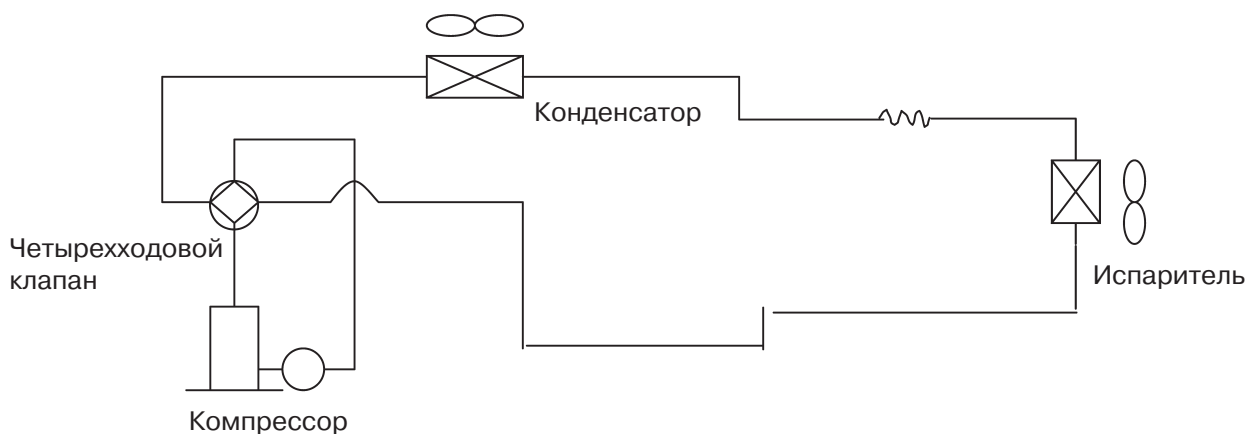 Конденсатор
Четырехходовой
клапан
Испаритель
Компрессор